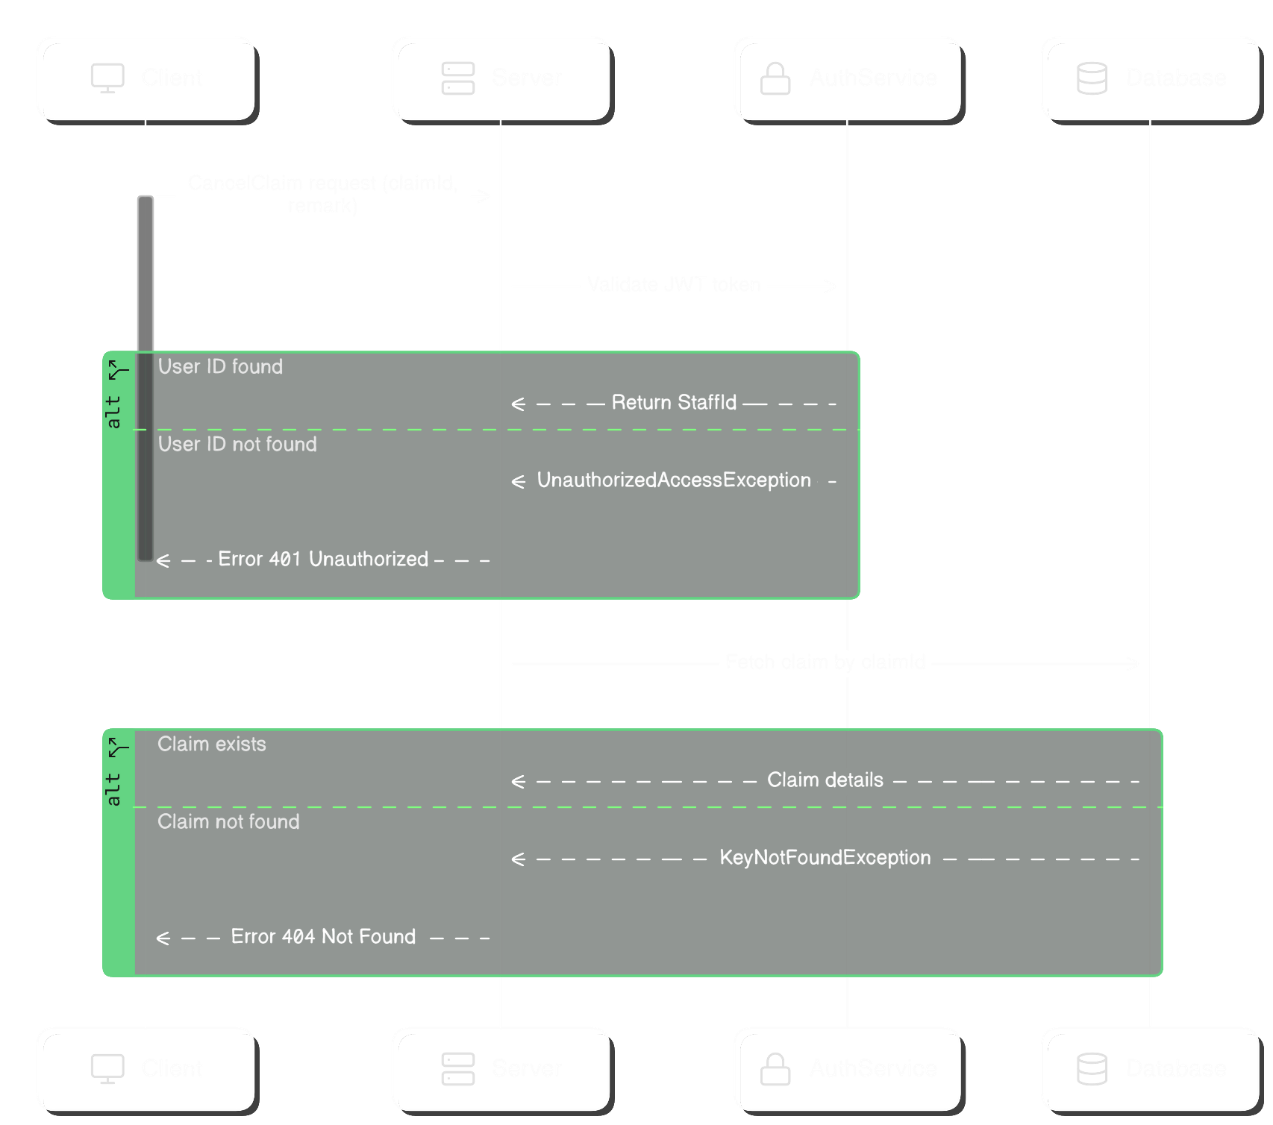 Client
Server
AuthService
Database
CancelClaim request (claimId,
remark)
Validate JWT token
alt
User ID found
Return StaffId
User ID not found
UnauthorizedAccessException
Error 401 Unauthorized
Fetch claim by claimId
alt
Claim exists
Claim details
Claim not found
KeyNotFoundException
Error 404 Not Found
Client
Server
AuthService
Database